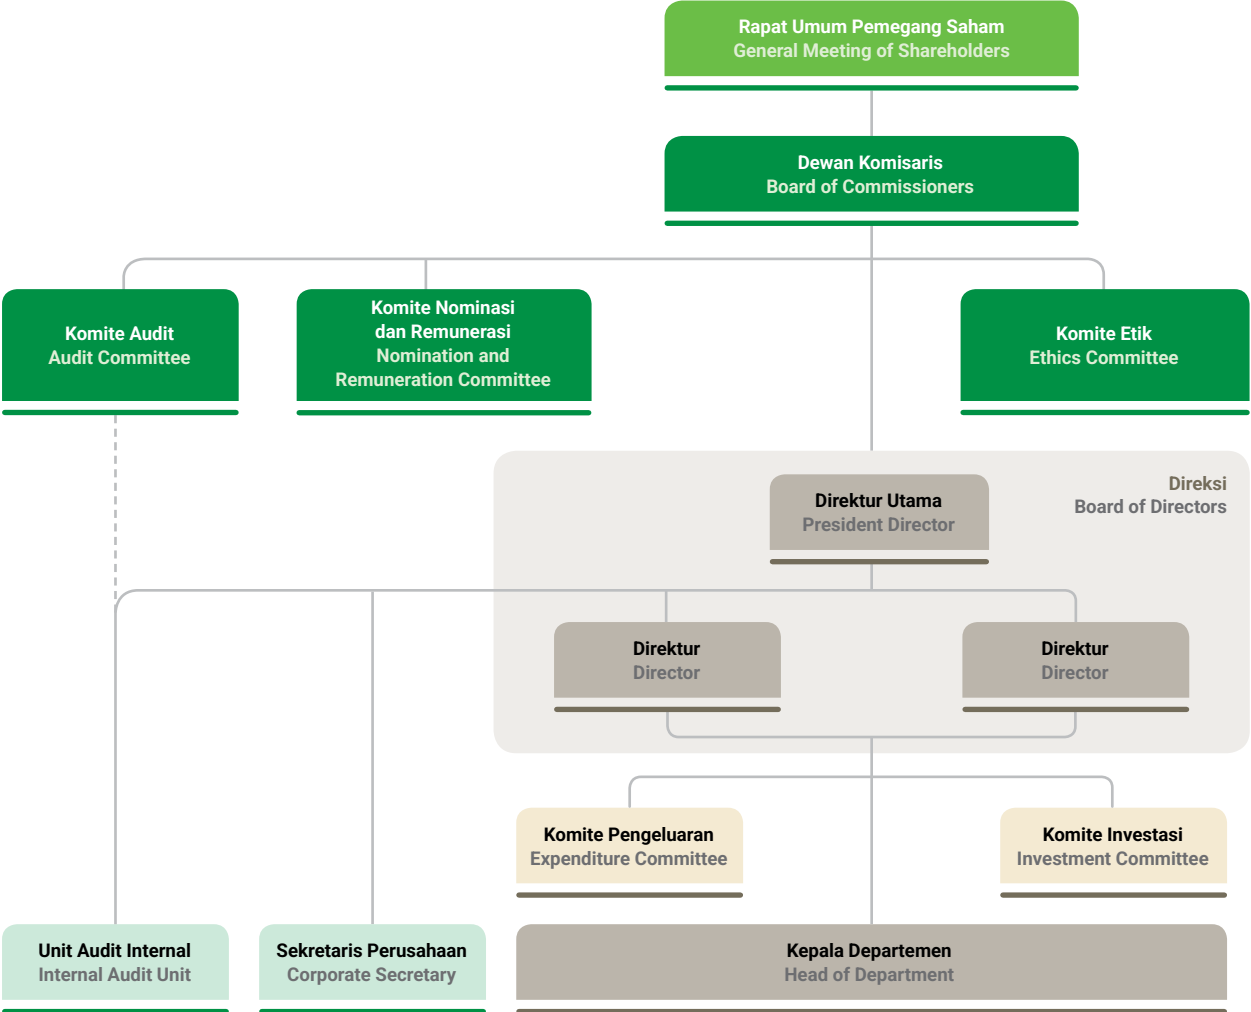 Rapat Umum Pemegang Saham
General Meeting of Shareholders
Dewan Komisaris
Board of Commissioners
Komite Audit
Audit Committee
Komite Nominasi
dan Remunerasi
Nomination and
Remuneration Committee
Komite Etik
Ethics Committee
Direksi
Board of Directors
Direktur Utama
President Director
Direktur
Director
Direktur
Director
Komite Pengeluaran
Expenditure Committee
Komite Investasi
Investment Committee
Unit Audit Internal
Internal Audit Unit
Sekretaris Perusahaan
Corporate Secretary
Kepala Departemen
Head of Department